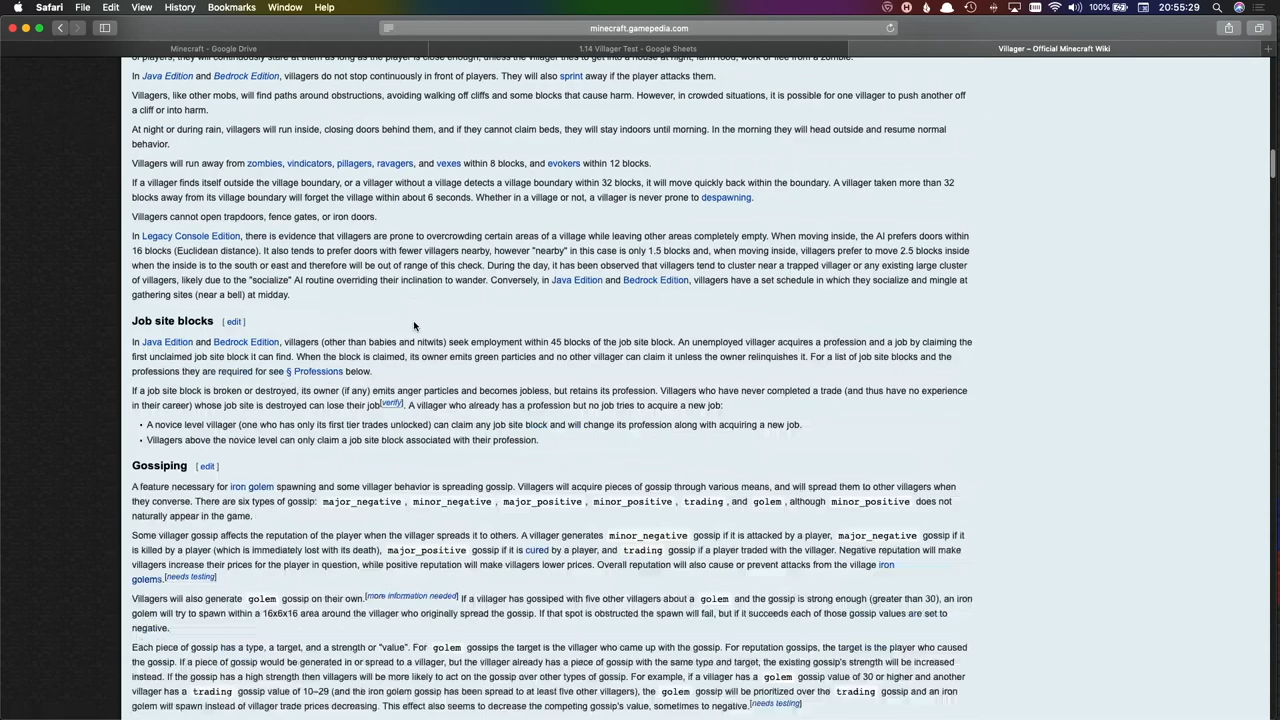 Safari File Edit View History Bookmarks Window Help 100% 20:55:29
minecraft.gamepedia.com
Minecraft - Google Drive 1.14 Villager Test - Google Sheets Villager – Official Minecraft Wiki
In Java Edition and Bedrock Edition, villagers do not stop continuously in front of players. They will also sprint away if the player attacks them.
Villagers, like other mobs, will find paths around obstructions, avoiding walking off cliffs and some blocks that cause harm. However, in crowded situations, it is possible for one villager to push another off
a cliff or into harm.
At night or during rain, villagers will run inside, closing doors behind them, and if they cannot claim beds, they will stay indoors until morning. In the morning they will head outside and resume normal
behavior.
Villagers will run away from zombies, vindicators, pillagers, ravagers, and vexes within 8 blocks, and evokers within 12 blocks.
If a villager finds itself outside the village boundary, or a villager without a village detects a village boundary within 32 blocks, it will move quickly back within the boundary. A villager taken more than 32
blocks away from its village boundary will forget the village within about 6 seconds. Whether in a village or not, a villager is never prone to despawning.
Villagers cannot open trapdoors, fence gates, or iron doors.
In Legacy Console Edition, there is evidence that villagers are prone to overcrowding certain areas of a village while leaving other areas completely empty. When moving inside, the AI prefers doors within
16 blocks (Euclidean distance). It also tends to prefer doors with fewer villagers nearby, however "nearby" in this case is only 1.5 blocks and, when moving inside, villagers prefer to move 2.5 blocks inside
when the inside is to the south or east and therefore will be out of range of this check. During the day, it has been observed that villagers tend to cluster near a trapped villager or any existing large cluster
of villagers, likely due to the "socialize" AI routine overriding their inclination to wander. Conversely, in Java Edition and Bedrock Edition, villagers have a set schedule in which they socialize and mingle at
gathering sites (near a bell) at midday.
Job site blocks [ edit ]
In Java Edition and Bedrock Edition, villagers (other than babies and nitwits) seek employment within 45 blocks of the job site block. An unemployed villager acquires a profession and a job by claiming the
first unclaimed job site block it can find. When the block is claimed, its owner emits green particles and no other villager can claim it unless the owner relinquishes it. For a list of job site blocks and the
professions they are required for see § Professions below.
If a job site block is broken or destroyed, its owner (if any) emits anger particles and becomes jobless, but retains its profession. Villagers who have never completed a trade (and thus have no experience
in their career) whose job site is destroyed can lose their job[verify]. A villager who already has a profession but no job tries to acquire a new job:
• A novice level villager (one who has only its first tier trades unlocked) can claim any job site block and will change its profession along with acquiring a new job.
• Villagers above the novice level can only claim a job site block associated with their profession.
Gossiping [ edit ]
A feature necessary for iron golem spawning and some villager behavior is spreading gossip. Villagers will acquire pieces of gossip through various means, and will spread them to other villagers when
they converse. There are six types of gossip: major_negative , minor_negative , major_positive , minor_positive , trading , and golem , although minor_positive does not
naturally appear in the game.
Some villager gossip affects the reputation of the player when the villager spreads it to others. A villager generates minor_negative gossip if it is attacked by a player, major_negative gossip if it
is killed by a player (which is immediately lost with its death), major_positive gossip if it is cured by a player, and trading gossip if a player traded with the villager. Negative reputation will make
villagers increase their prices for the player in question, while positive reputation will make villagers lower prices. Overall reputation will also cause or prevent attacks from the village iron
golems.[needs testing]
Villagers will also generate golem gossip on their own.[more information needed] If a villager has gossiped with five other villagers about a golem and the gossip is strong enough (greater than 30), an iron
golem will try to spawn within a 16x6x16 area around the villager who originally spread the gossip. If that spot is obstructed the spawn will fail, but if it succeeds each of those gossip values are set to
negative.
Each piece of gossip has a type, a target, and a strength or "value". For golem gossips the target is the villager who came up with the gossip. For reputation gossips, the target is the player who caused
the gossip. If a piece of gossip would be generated in or spread to a villager, but the villager already has a piece of gossip with the same type and target, the existing gossip's strength will be increased
instead. If the gossip has a high strength then villagers will be more likely to act on the gossip over other types of gossip. For example, if a villager has a golem gossip value of 30 or higher and another
villager has a trading gossip value of 10–29 (and the iron golem gossip has been spread to at least five other villagers), the golem gossip will be prioritized over the trading gossip and an iron
golem will spawn instead of villager trade prices decreasing. This effect also seems to decrease the competing gossip's value, sometimes to negative.[needs testing]